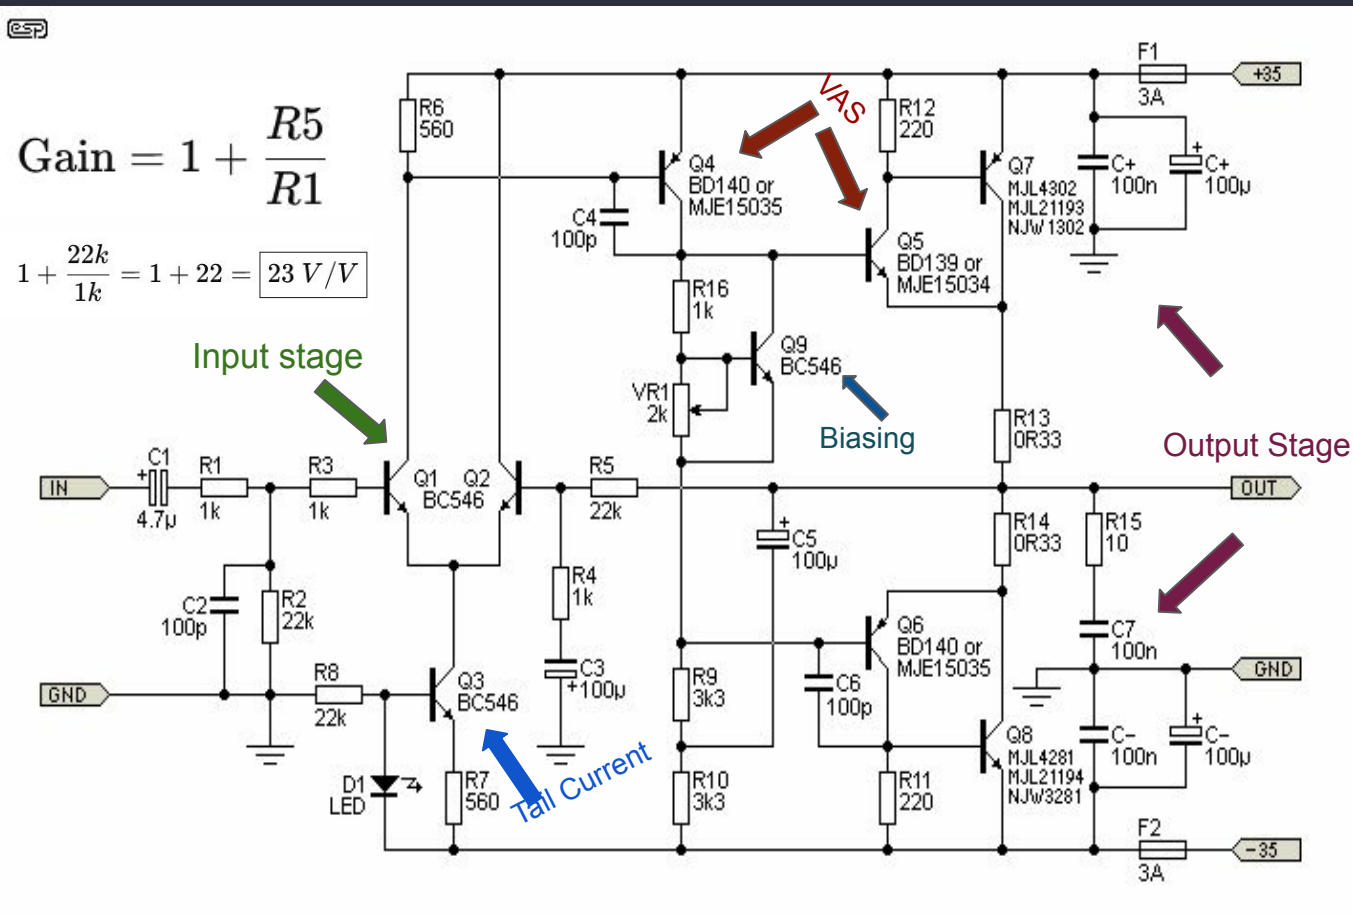 esp
Gain = 1 + R5/R1
1 + 22k/1k = 1 + 22 = 23 V/V
F1
3A
+35
R6
560
VAS
R12
220
Q4
BD140 or
MJE15035
Q7
MJL4302
MJL21193
NJW1302
C+
100n
+
C+
100µ
C4
100p
Q5
BD139 or
MJE15034
R16
1k
Q9
BC546
VR1
2k
Input stage
Biasing
Output Stage
R13
0R33
IN
+
C1
4.7µ
R1
1k
R3
1k
Q1
Q2
BC546
R5
22k
OUT
+
C5
100µ
R14
0R33
R15
10
C2
100p
R2
22k
R4
1k
C3
+100µ
Q6
BD140 or
MJE15035
C7
100n
GND
GND
R8
22k
Q3
BC546
R9
3k3
C6
100p
Q8
MJL4281
MJL21194
NJW3281
C-
100n
+
C-
100µ
D1
LED
R7
560
Tail Current
R10
3k3
R11
220
F2
3A
-35